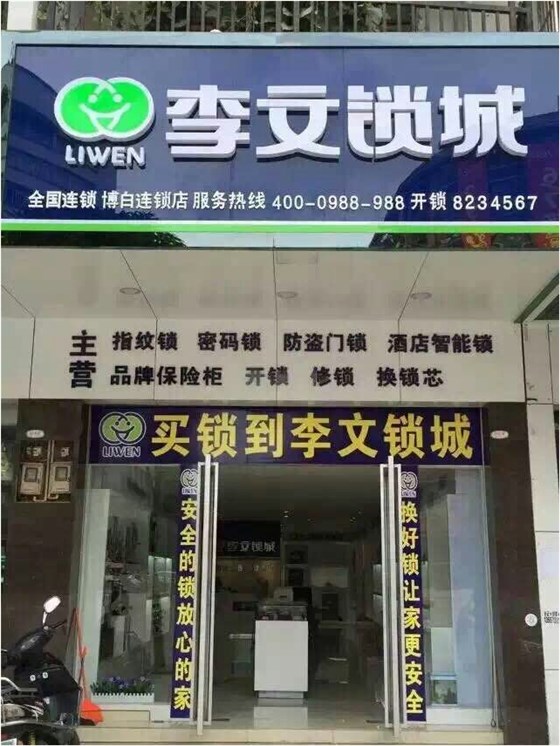 LIWEN 李文锁城
全国连锁 博白连锁店 服务热线 400-0988-988 开锁 8234567
主营
指纹锁 密码锁 防盗门锁 酒店智能锁
品牌保险柜 开锁 修锁 换锁芯
LIWEN 买锁到李文锁城
LIWEN
安全的锁放心的家
李文锁城
换好锁让家更安全